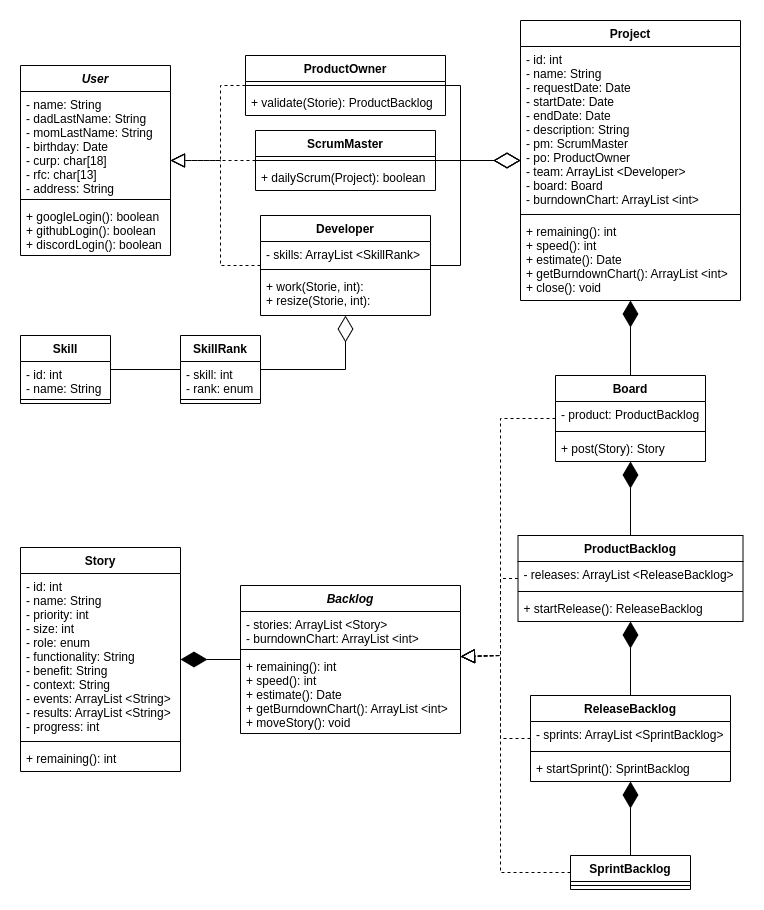 User
- name: String
- dadLastName: String
- momLastName: String
- birthday: Date
- curp: char[18]
- rfc: char[13]
- address: String
+ googleLogin(): boolean
+ githubLogin(): boolean
+ discordLogin(): boolean
ProductOwner
+ validate(Storie): ProductBacklog
ScrumMaster
+ dailyScrum(Project): boolean
Developer
- skills: ArrayList <SkillRank>
+ work(Storie, int):
+ resize(Storie, int):
Project
- id: int
- name: String
- requestDate: Date
- startDate: Date
- endDate: Date
- description: String
- pm: ScrumMaster
- po: ProductOwner
- team: ArrayList <Developer>
- board: Board
- burndownChart: ArrayList <int>
+ remaining(): int
+ speed(): int
+ estimate(): Date
+ getBurndownChart(): ArrayList <int>
+ close(): void
Skill
- id: int
- name: String
SkillRank
- skill: int
- rank: enum
Board
- product: ProductBacklog
+ post(Story): Story
ProductBacklog
- releases: ArrayList <ReleaseBacklog>
+ startRelease(): ReleaseBacklog
Story
- id: int
- name: String
- priority: int
- size: int
- role: enum
- functionality: String
- benefit: String
- context: String
- events: ArrayList <String>
- results: ArrayList <String>
- progress: int
+ remaining(): int
Backlog
- stories: ArrayList <Story>
- burndownChart: ArrayList <int>
+ remaining(): int
+ speed(): int
+ estimate(): Date
+ getBurndownChart(): ArrayList <int>
+ moveStory(): void
ReleaseBacklog
- sprints: ArrayList <SprintBacklog>
+ startSprint(): SprintBacklog
SprintBacklog